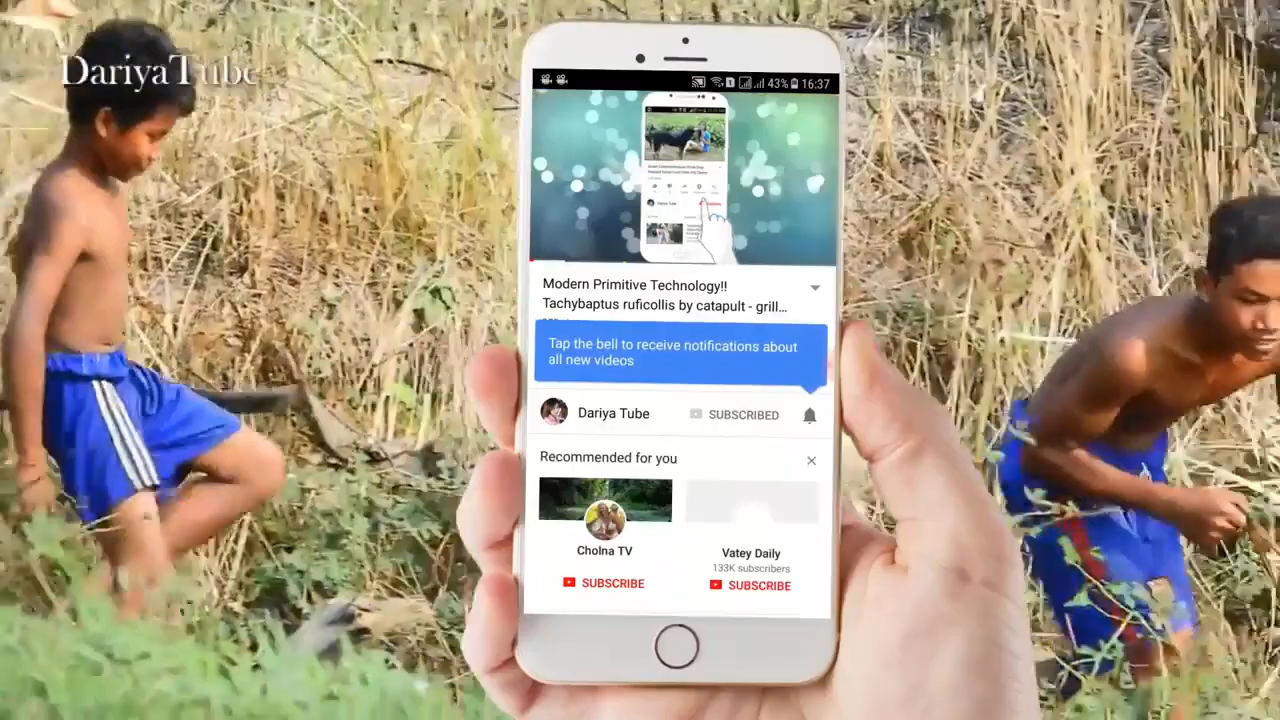 DariyaTube
43% 16:37
Modern Primitive Technology!!
Tachybaptus ruficollis by catapult - grill...
Tap the bell to receive notifications about
all new videos
Dariya Tube
SUBSCRIBED
Recommended for you
Cholna TV
Vatey Daily
133K subscribers
SUBSCRIBE
SUBSCRIBE